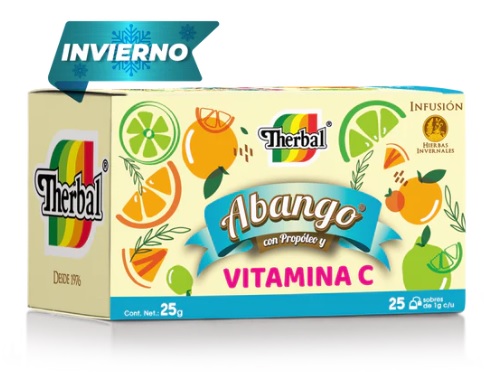 INVIERNO
Therbal®
DESDE 1976
Therbal®
INFUSIÓN
HIERBAS
INVERNALES
Abango®
con Propóleo y
VITAMINA C
Cont. Net.: 25g
25 sobres
de 1g c/u